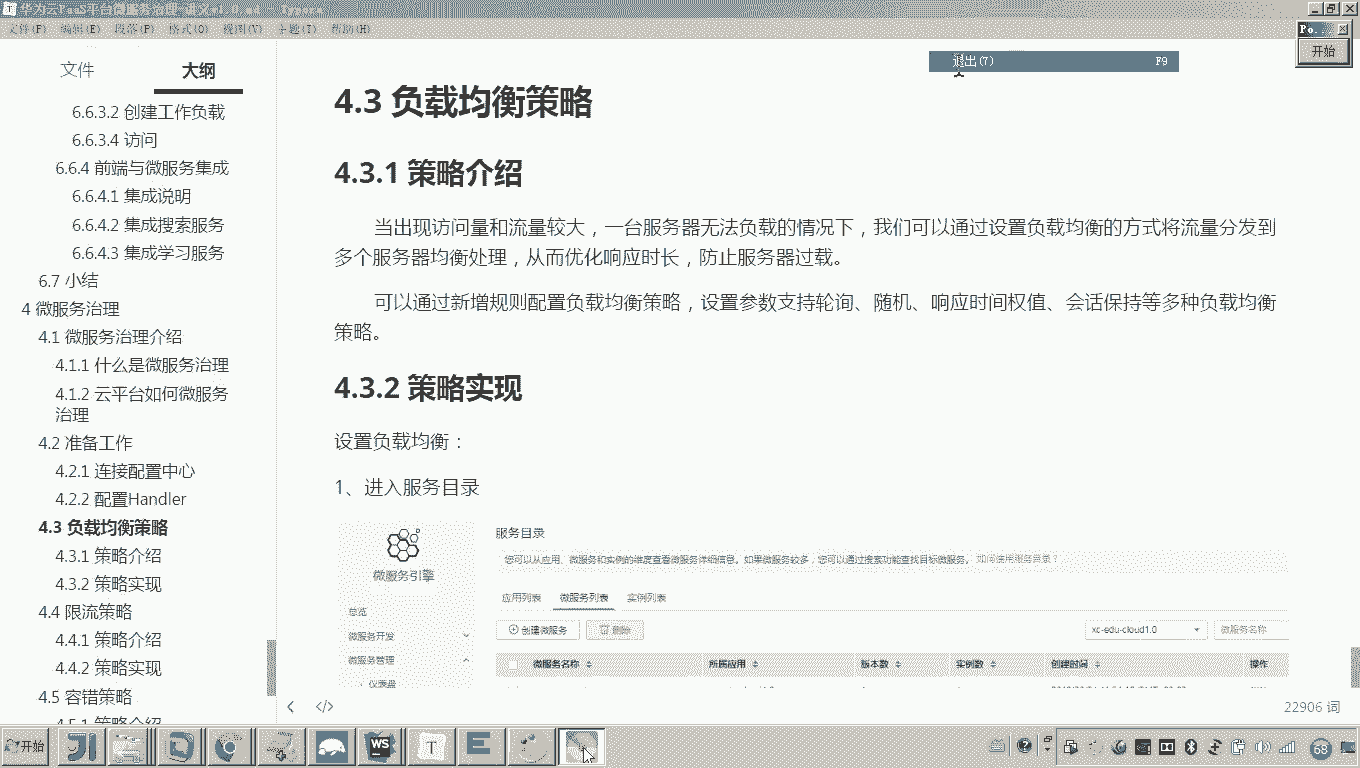 华为云PaaS平台微服务治理-讲义v1.0.md - Typora
文件(F) 编辑(E) 段落(P) 格式(O) 视图(V) 主题(T) 帮助(H)
开始
退出(7) F9
文件 大纲
6.6.3.2 创建工作负载
6.6.3.4 访问
6.6.4 前端与微服务集成
6.6.4.1 集成说明
6.6.4.2 集成搜索服务
6.6.4.3 集成学习服务
6.7 小结
4 微服务治理
4.1 微服务治理介绍
4.1.1 什么是微服务治理
4.1.2 云平台如何微服务
治理
4.2 准备工作
4.2.1 连接配置中心
4.2.2 配置Handler
4.3 负载均衡策略
4.3.1 策略介绍
4.3.2 策略实现
4.4 限流策略
4.4.1 策略介绍
4.4.2 策略实现
4.5 容错策略
4.5.1 策略介绍
4.3 负载均衡策略
4.3.1 策略介绍
当出现访问量和流量较大，一台服务器无法负载的情况下，我们可以通过设置负载均衡的方式将流量分发到
多个服务器均衡处理，从而优化响应时长，防止服务器过载。
可以通过新增规则配置负载均衡策略，设置参数支持轮询、随机、响应时间权值、会话保持等多种负载均衡
策略。
4.3.2 策略实现
设置负载均衡：
1、进入服务目录
微服务引擎
总览
微服务开发
微服务管理
仪表盘
服务目录
您可以从应用、微服务和实例的维度查看微服务详细信息。如果微服务较多，您可以通过搜索功能查找目标微服务。 如何使用服务目录？
应用列表 微服务列表 实例列表
创建微服务 删除 xc-edu-cloud1.0 微服务名称
微服务名称 所属应用 版本数 实例数 创建时间 操作
22906 词
开始
WS
T
E
68